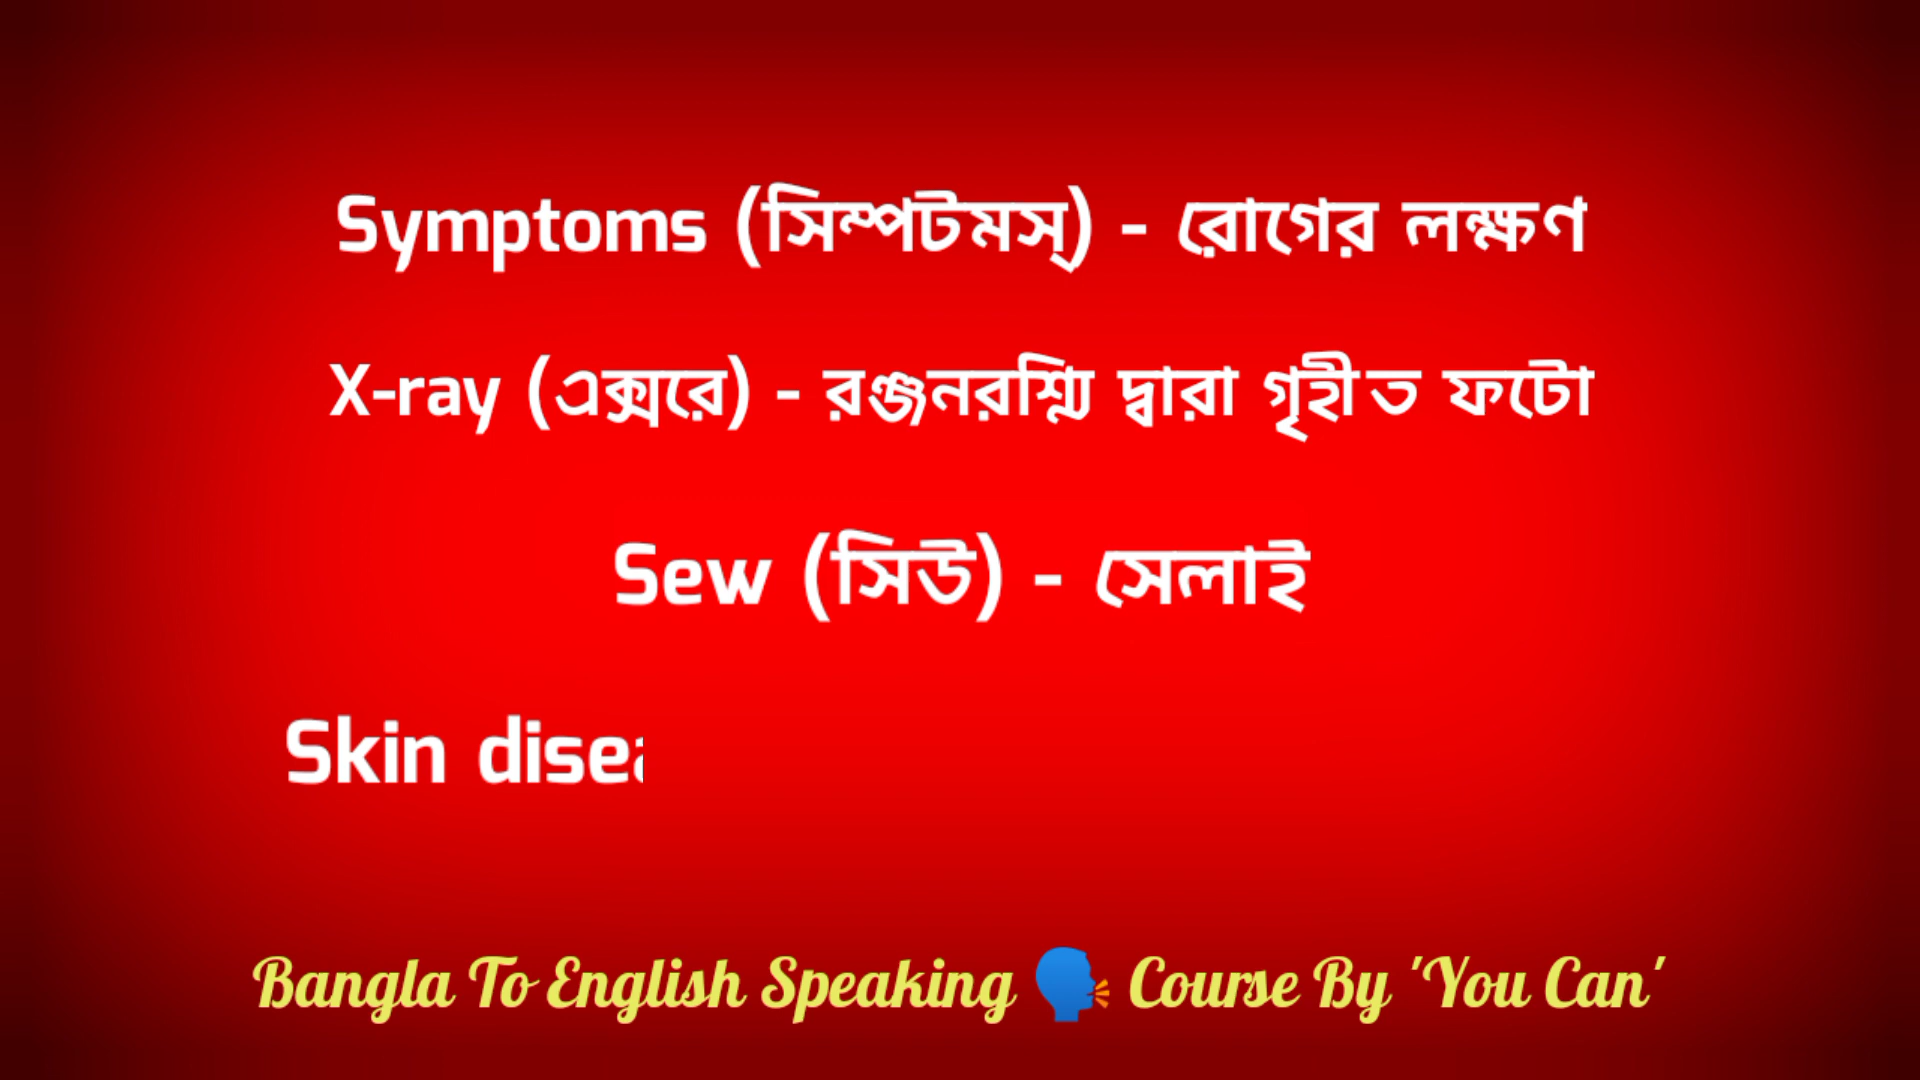 Symptoms (সিম্পটমস্) - রোগের লক্ষণ
X-ray (এক্সরে) - রঞ্জনরশ্মি দ্বারা গৃহীত ফটো
Sew (সিউ) - সেলাই
Skin
Bangla To English Speaking 🗣 Course By 'You Can'